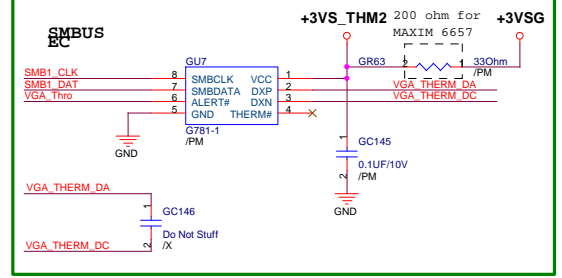 SMBUS
EC
+3VS_THM2
200 ohm for
MAXIM 6657
+3VSG
GU7
GR63
2
1
33Ohm
/PM
SMB1_CLK
8
SMBCLK
VCC
1
SMB1_DAT
7
SMBDATA
DXP
2
VGA_THERM_DA
VGA_Thro
6
ALERT#
DXN
3
VGA_THERM_DC
5
GND
THERM#
4
G781-1
/PM
GND
1
GC145
0.1UF/10V
2
/PM
GND
VGA_THERM_DA
1
GC146
Do Not Stuff
VGA_THERM_DC
2
/X